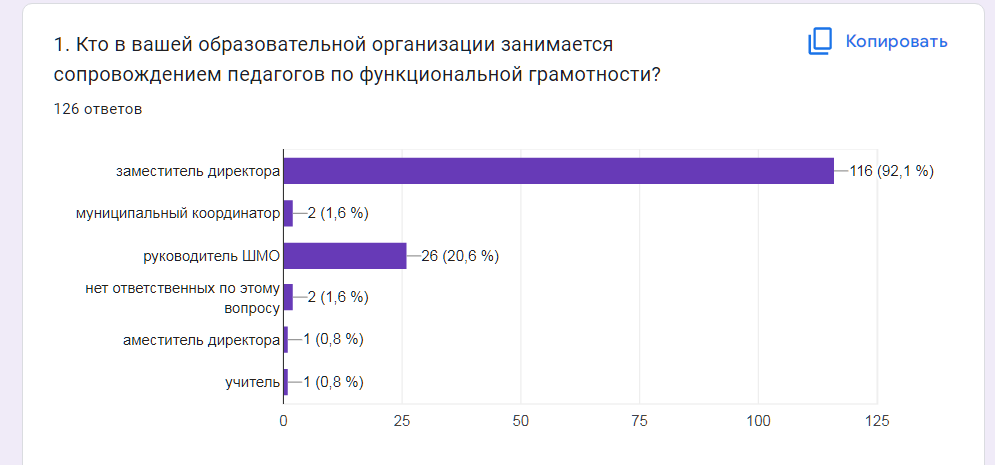 1. Кто в вашей образовательной организации занимается
сопровождением педагогов по функциональной грамотности?
Копировать
126 ответов
заместитель директора
116 (92,1 %)
муниципальный координатор
2 (1,6 %)
руководитель ШМО
26 (20,6 %)
нет ответственных по этому
вопросу
2 (1,6 %)
аместитель директора
1 (0,8 %)
учитель
1 (0,8 %)
0 25 50 75 100 125